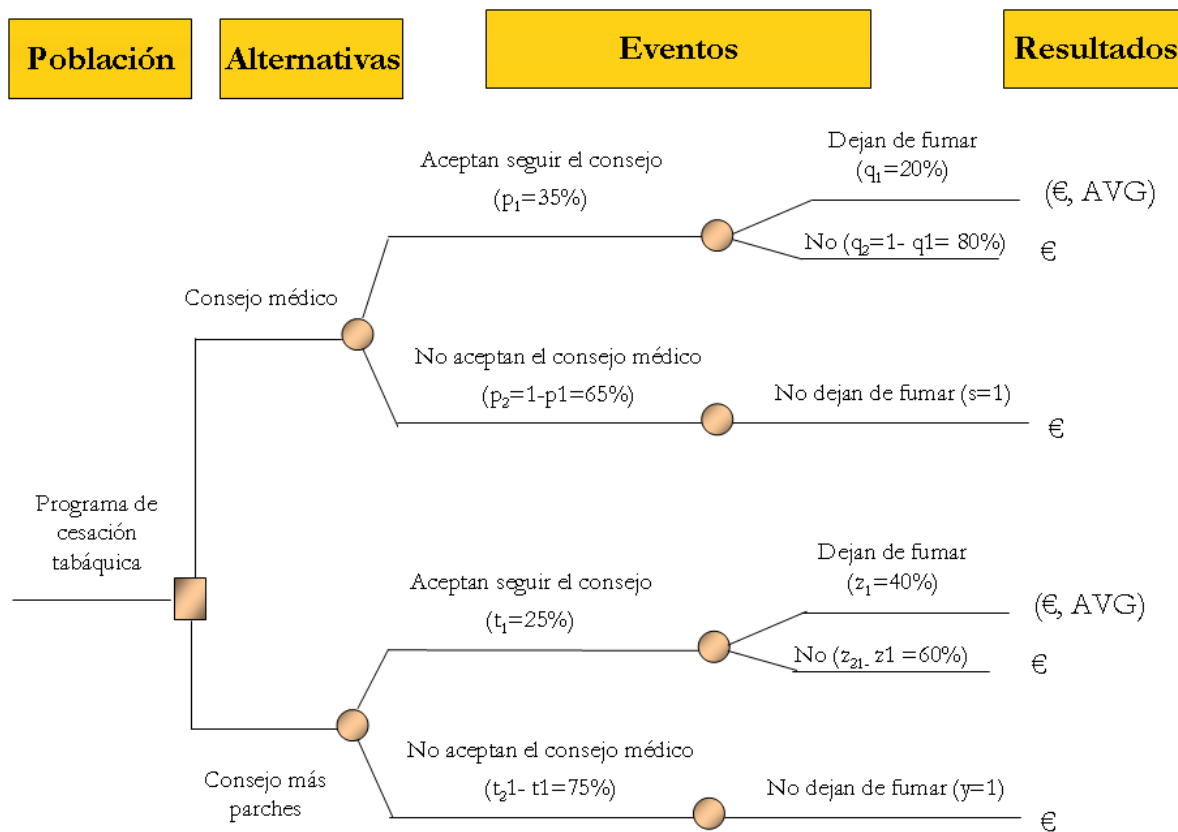 Población
Alternativas
Eventos
Resultados
Dejan de fumar
(q₁=20%)
Aceptan seguir el consejo
(p₁=35%)
(€, AVG)
No (q₂=1- q1= 80%)
€
Consejo médico
No aceptan el consejo médico
(p₂=1-p1=65%)
No dejan de fumar (s=1)
€
Programa de
cesación
tabáquica
Dejan de fumar
(z₁=40%)
Aceptan seguir el consejo
(t₁=25%)
(€, AVG)
No (z₂₁₋ z1 =60%)
€
No aceptan el consejo médico
(t₂1- t1=75%)
Consejo más
parches
No dejan de fumar (y=1)
€